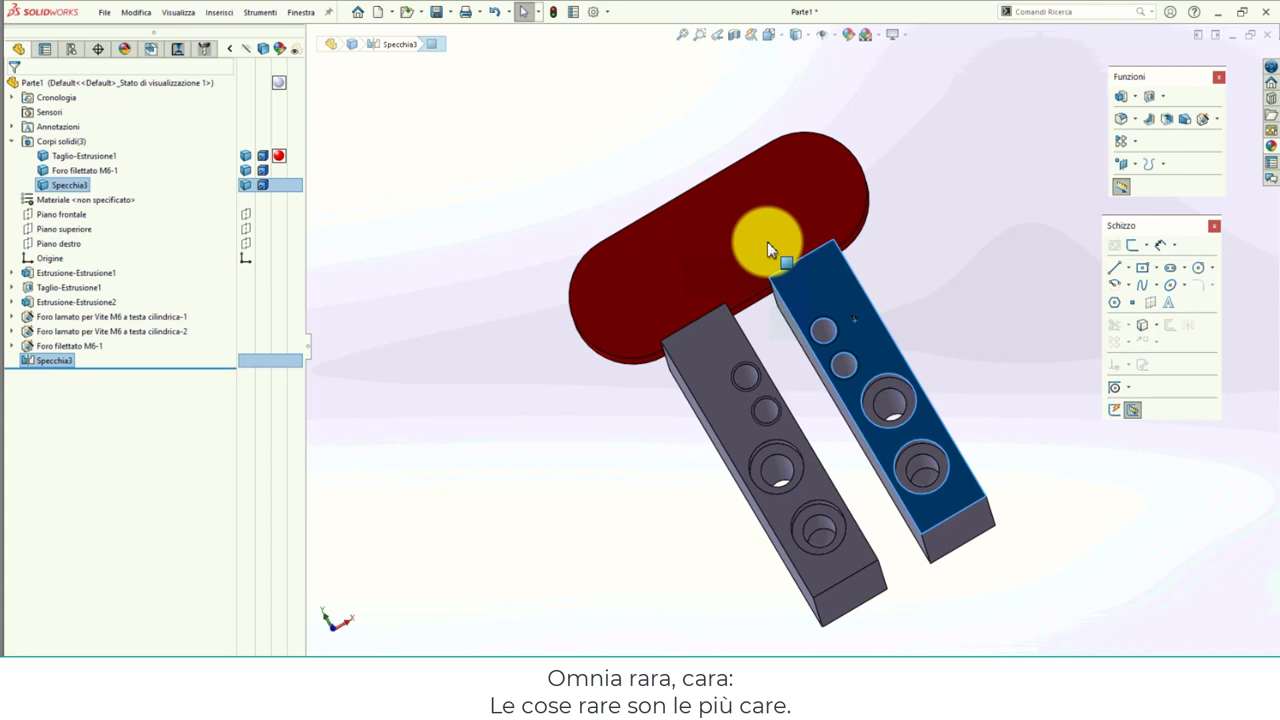 SOLIDWORKS
File
Modifica
Visualizza
Inserisci
Strumenti
Finestra
Parte1 *
Comandi Ricerca
Specchia3
Parte1 (Default<<Default>_Stato di visualizzazione 1>)
Cronologia
Sensori
Annotazioni
Corpi solidi(3)
Taglio-Estrusione1
Foro filettato M6-1
Specchia3
Materiale <non specificato>
Piano frontale
Piano superiore
Piano destro
Origine
Estrusione-Estrusione1
Taglio-Estrusione1
Estrusione-Estrusione2
Foro lamato per Vite M6 a testa cilindrica-1
Foro lamato per Vite M6 a testa cilindrica-2
Foro filettato M6-1
Specchia3
Funzioni
Schizzo
Y
X
Omnia rara, cara:
Le cose rare son le più care.